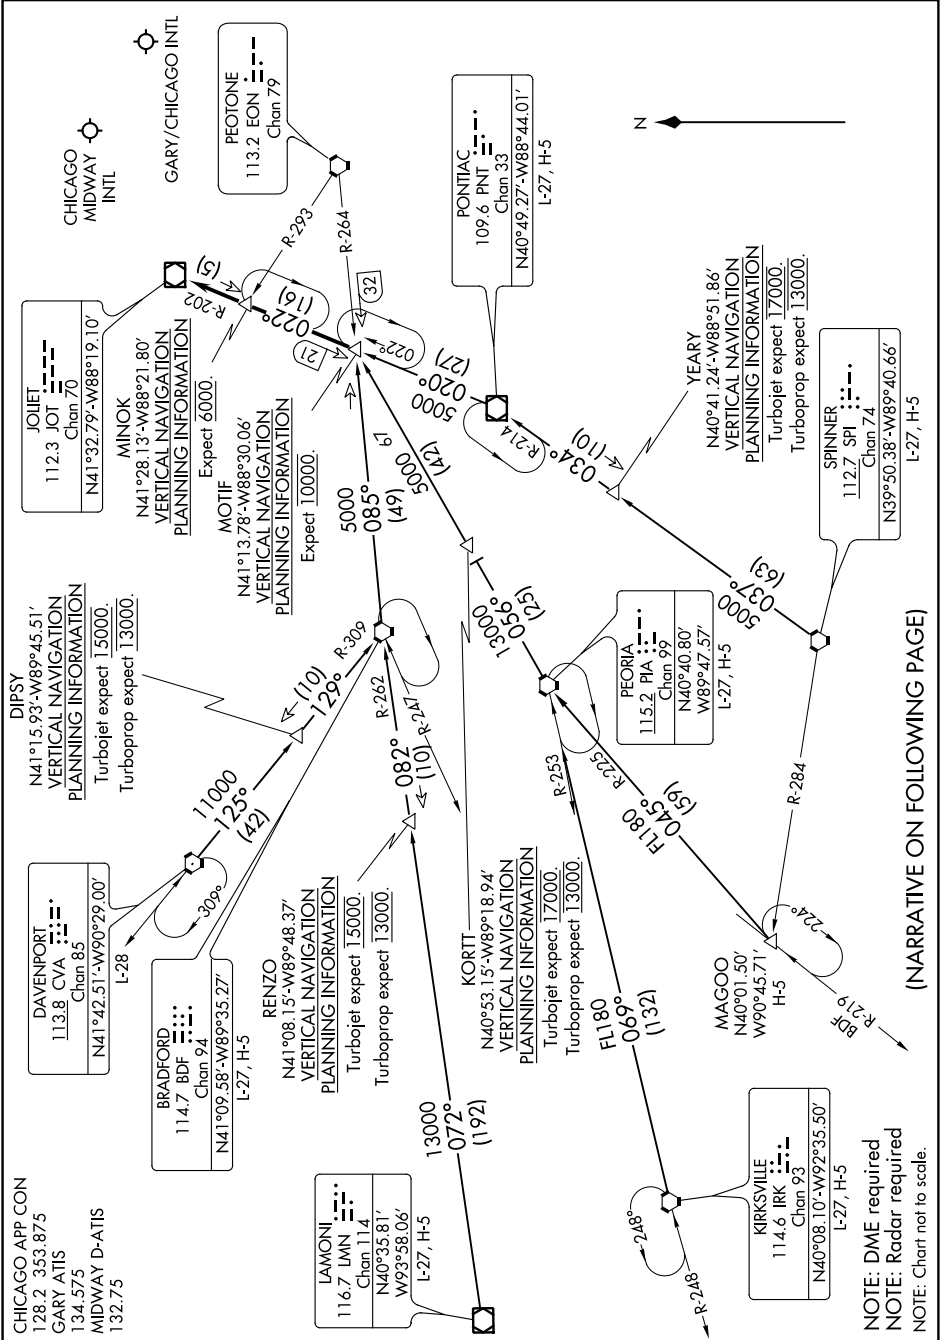 CHICAGO APP CON
128.2 353.875
GARY ATIS
134.575
MIDWAY D-ATIS
132.75
DAVENPORT
113.8 CVA
Chan 85
N41°42.51'-W90°29.00'
L-28
309°
11000
125°
(42)
DIPSY
N41°15.93'-W89°45.51'
VERTICAL NAVIGATION
PLANNING INFORMATION
Turbojet expect 15000.
Turboprop expect 13000.
(10)
129°
R-309
BRADFORD
114.7 BDF
Chan 94
N41°09.58'-W89°35.27'
L-27, H-5
R-262
R-247
JOLIET
112.3 JOT
Chan 70
N41°32.79'-W88°19.10'
CHICAGO
MIDWAY
INTL
GARY/CHICAGO INTL
PEOTONE
113.2 EON
Chan 79
R-293
R-264
R-202
(5)
MINOK
N41°28.13'-W88°21.80'
VERTICAL NAVIGATION
PLANNING INFORMATION
Expect 6000.
022°
(16)
MOTIF
N41°13.78'-W88°30.06'
VERTICAL NAVIGATION
PLANNING INFORMATION
Expect 10000.
21
32
022°
5000
085°
(49)
5000
67
(42)
5000
020°
(27)
PONTIAC
109.6 PNT
Chan 33
N40°49.27'-W88°44.01'
L-27, H-5
R-214
034°
(10)
N
YEARY
N40°41.24'-W88°51.86'
VERTICAL NAVIGATION
PLANNING INFORMATION
Turbojet expect 17000.
Turboprop expect 13000.
5000
037°
(63)
SPINNER
112.7 SPI
Chan 74
N39°50.38'-W89°40.66'
L-27, H-5
R-284
LAMONI
116.7 LMN
Chan 114
N40°35.81'
W93°58.06'
L-27, H-5
13000
072°
(192)
RENZO
N41°08.15'-W89°48.37'
VERTICAL NAVIGATION
PLANNING INFORMATION
Turbojet expect 15000.
Turboprop expect 13000.
082°
(10)
KORTT
N40°53.15'-W89°18.94'
VERTICAL NAVIGATION
PLANNING INFORMATION
Turbojet expect 17000.
Turboprop expect 13000.
13000
056°
(25)
PEORIA
115.2 PIA
Chan 99
N40°40.80'
W89°47.57'
L-27, H-5
R-253
R-225
FL180
045°
(59)
FL180
069°
(132)
MAGOO
N40°01.50'
W90°45.71'
H-5
224°
BDF
R-219
KIRKSVILLE
114.6 IRK
Chan 93
N40°08.10'-W92°35.50'
L-27, H-5
248°
R-248
NOTE: DME required
NOTE: Radar required
NOTE: Chart not to scale.
(NARRATIVE ON FOLLOWING PAGE)